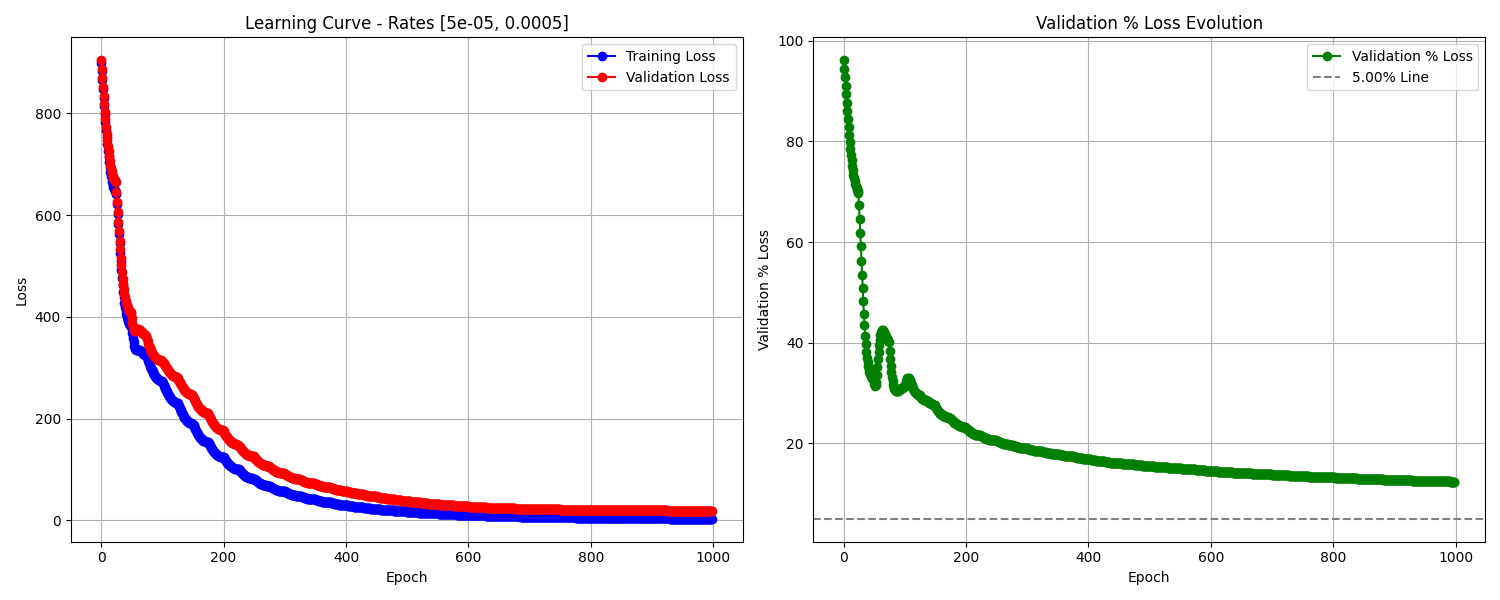 Learning Curve - Rates [5e-05, 0.0005]
Training Loss
Validation Loss
Loss
800
600
400
200
0
0 200 400 600 800 1000
Epoch
Validation % Loss Evolution
Validation % Loss
5.00% Line
Validation % Loss
100
80
60
40
20
0 200 400 600 800 1000
Epoch